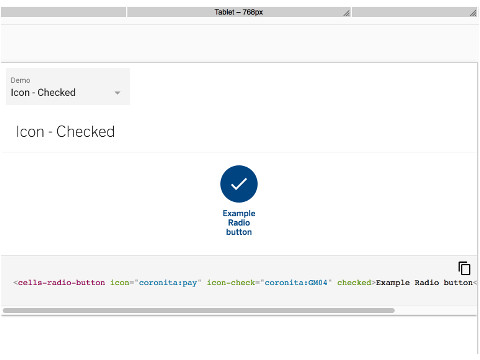 Tablet – 768px
Demo
Icon - Checked
Icon - Checked
Example
Radio
button
<cells-radio-button icon="coronita:pay" icon-check="coronita:GM04" checked>Example Radio button<